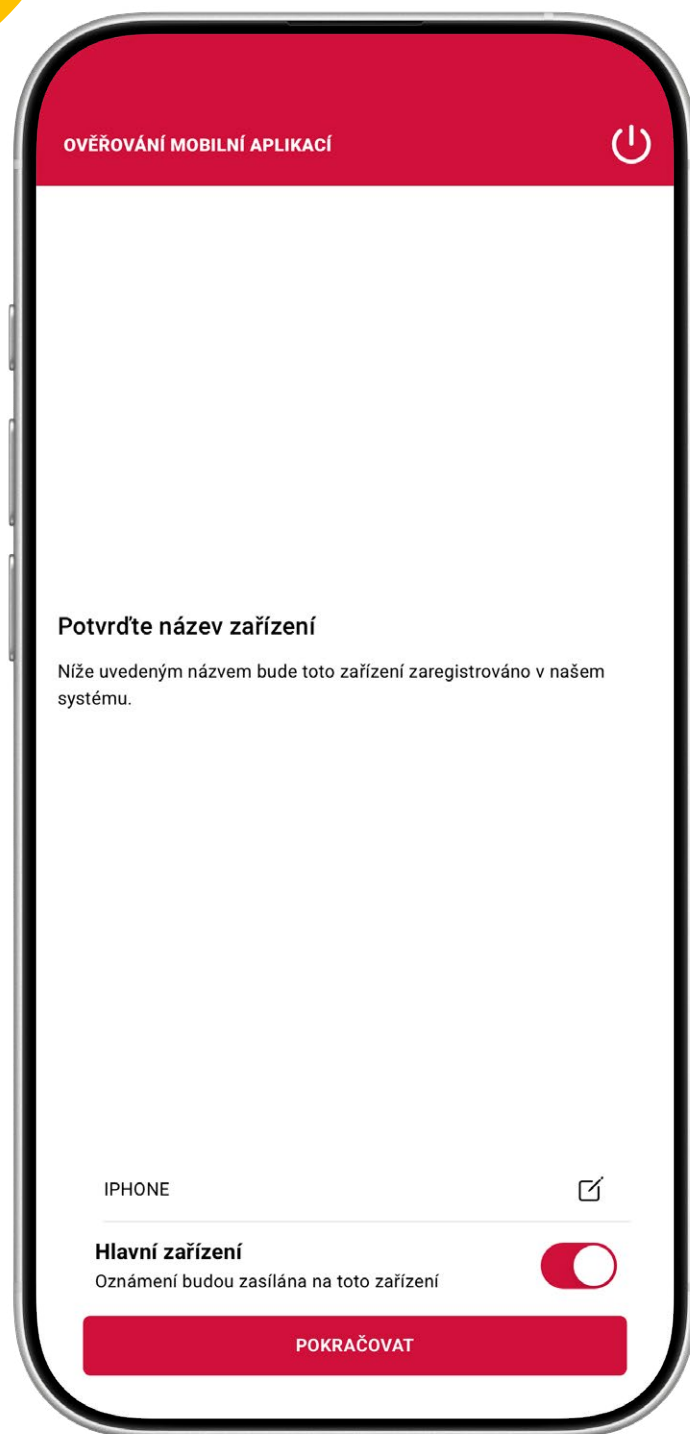 OVĚŘOVÁNÍ MOBILNÍ APLIKACÍ
Potvrďte název zařízení
Níže uvedeným názvem bude toto zařízení zaregistrováno v našem
systému.
IPHONE
Hlavní zařízení
Oznámení budou zasílána na toto zařízení
POKRAČOVAT